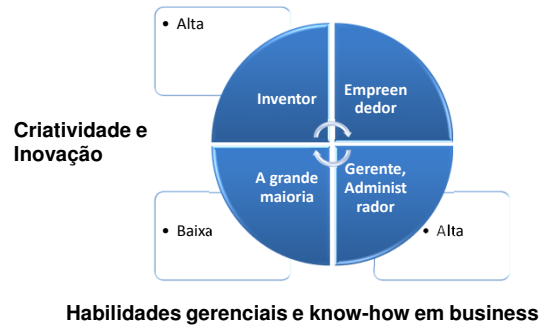 • Alta
Inventor
Empreen
dedor
Criatividade e
Inovação
A grande
maioria
Gerente,
Administ
rador
• Baixa
• Alta
Habilidades gerenciais e know-how em business